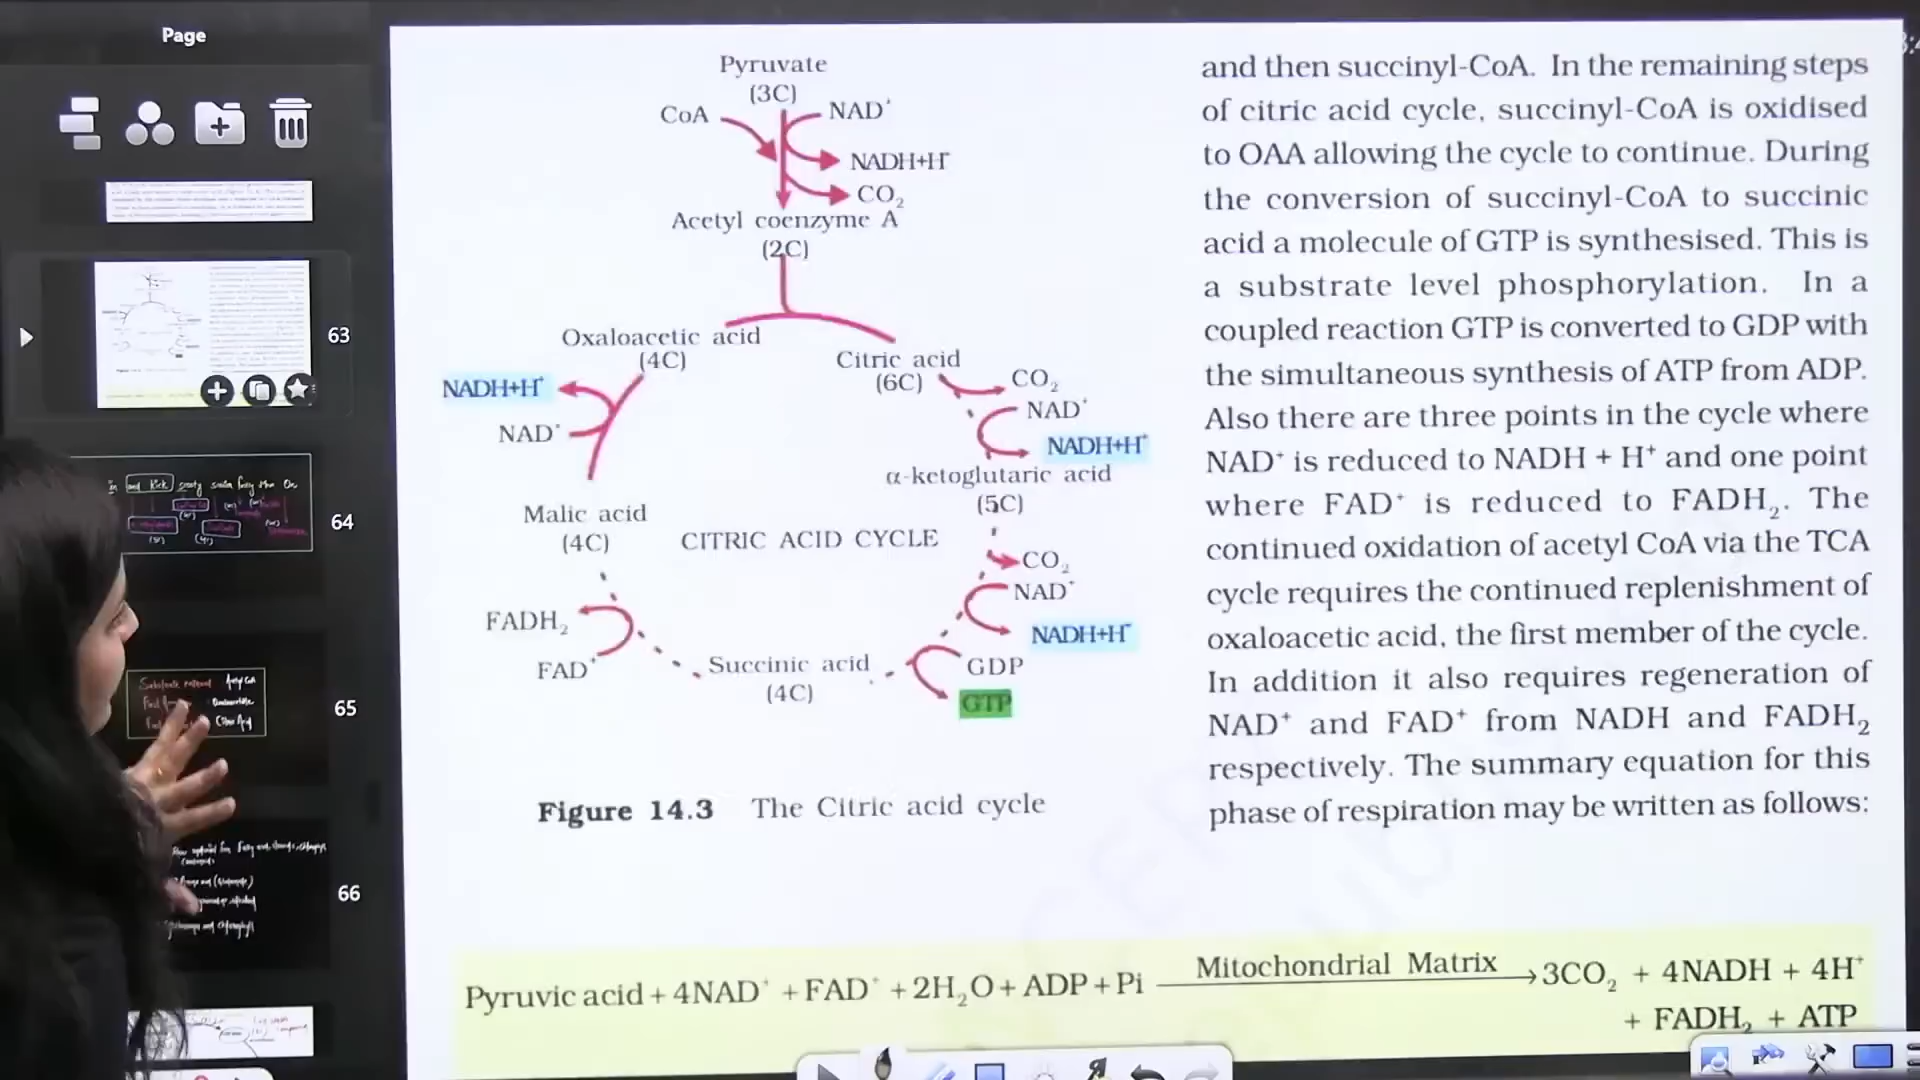 Page
63
64
65
66
Pyruvate
(3C)
CoA
NAD+
NADH+H+
CO2
Acetyl coenzyme A
(2C)
Oxaloacetic acid
(4C)
Citric acid
(6C)
NADH+H+
NAD+
CO2
NAD+
NADH+H+
α-ketoglutaric acid
(5C)
Malic acid
(4C)
CITRIC ACID CYCLE
CO2
NAD+
NADH+H+
FADH2
FAD+
Succinic acid
(4C)
GDP
GTP
Figure 14.3 The Citric acid cycle
and then succinyl-CoA. In the remaining steps
of citric acid cycle, succinyl-CoA is oxidised
to OAA allowing the cycle to continue. During
the conversion of succinyl-CoA to succinic
acid a molecule of GTP is synthesised. This is
a substrate level phosphorylation. In a
coupled reaction GTP is converted to GDP with
the simultaneous synthesis of ATP from ADP.
Also there are three points in the cycle where
NAD+ is reduced to NADH + H+ and one point
where FAD+ is reduced to FADH2. The
continued oxidation of acetyl CoA via the TCA
cycle requires the continued replenishment of
oxaloacetic acid, the first member of the cycle.
In addition it also requires regeneration of
NAD+ and FAD+ from NADH and FADH2
respectively. The summary equation for this
phase of respiration may be written as follows:
Pyruvic acid + 4NAD+ + FAD+ + 2H2O + ADP + Pi Mitochondrial Matrix → 3CO2 + 4NADH + 4H+
+ FADH2 + ATP